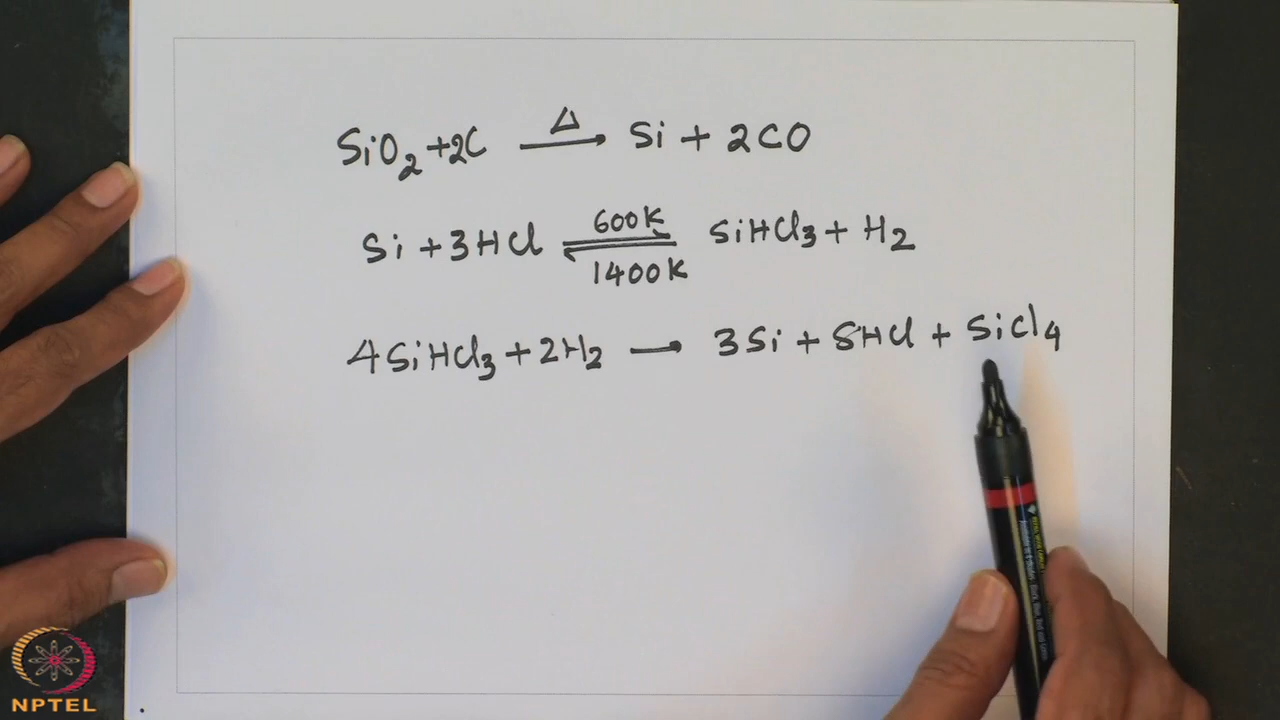 SiO2 + 2C Δ→ Si + 2CO
Si + 3HCl 600K ⇌ 1400K SiHCl3 + H2
4SiHCl3 + 2H2 → 3Si + 8HCl + SiCl4
NPTEL